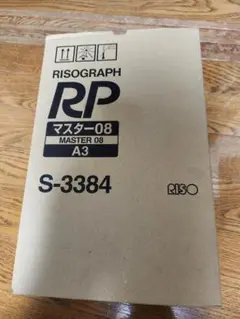 RISOGRAPH
RP
マスター08
MASTER 08
A3
S-3384
RISO